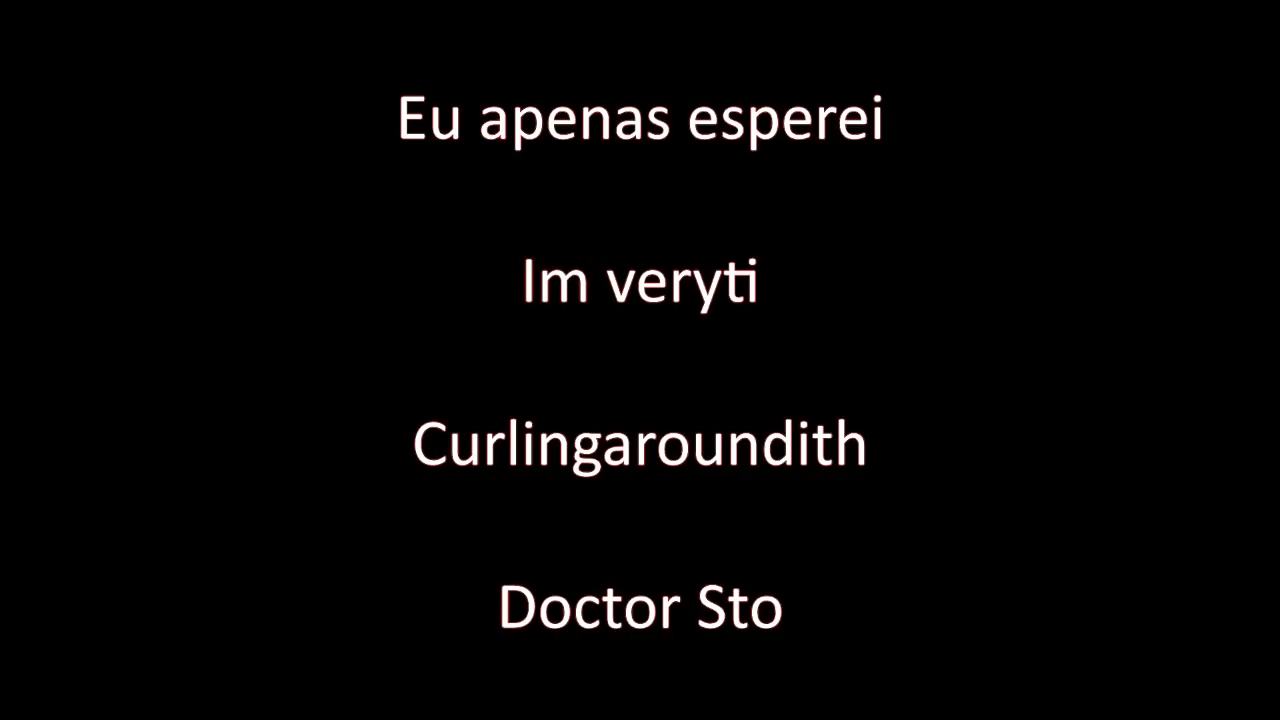 Eu apenas esperei
Im veryti
Curlingaroundith
Doctor Sto